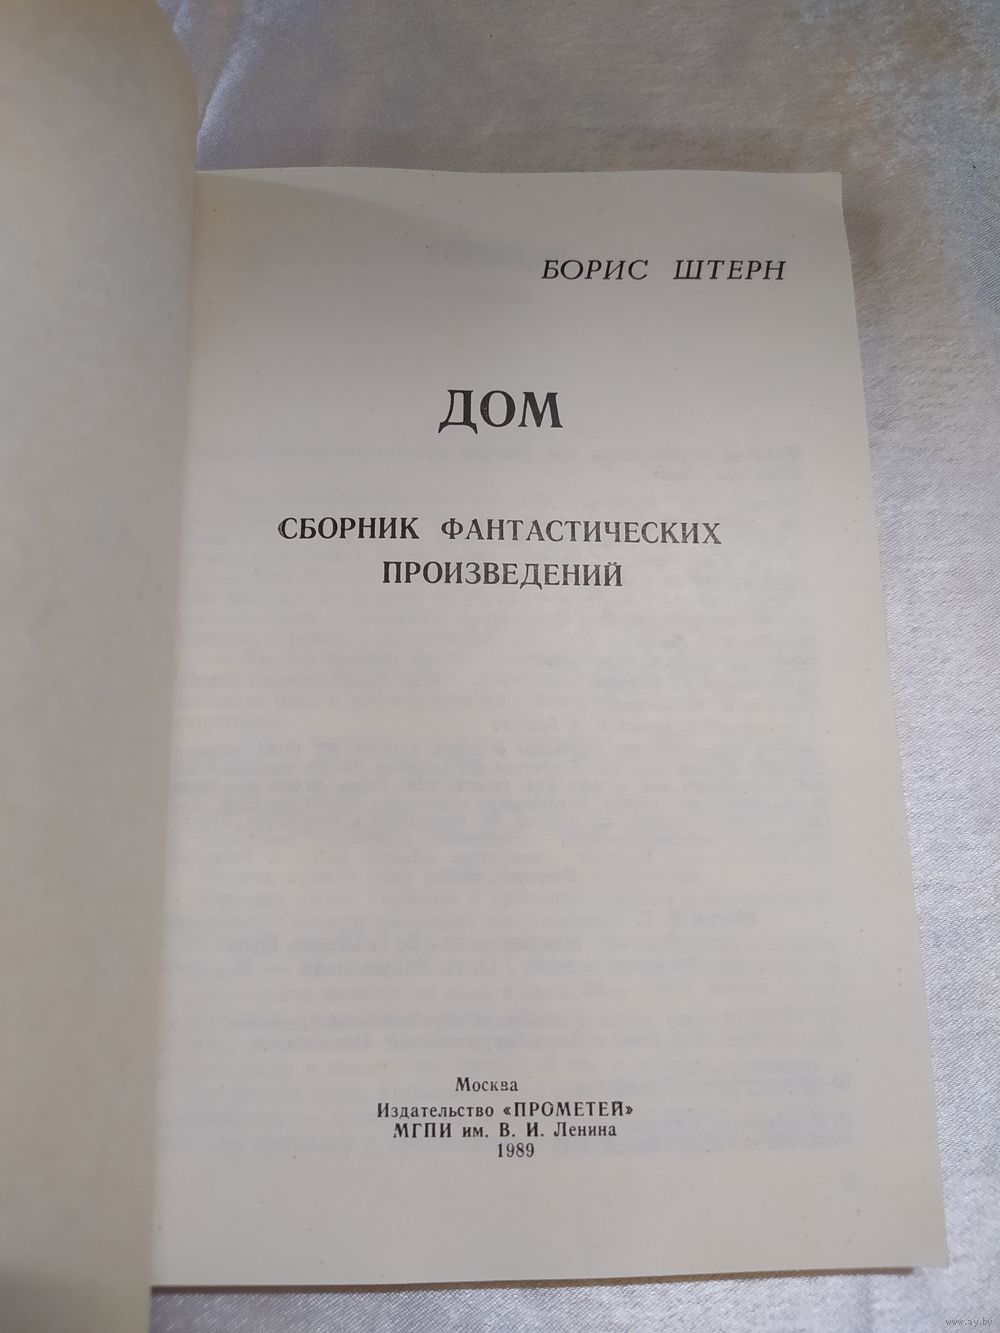 БОРИС ШТЕРН
ДОМ
СБОРНИК ФАНТАСТИЧЕСКИХ
ПРОИЗВЕДЕНИЙ
Москва
Издательство «ПРОМЕТЕЙ»
МГПИ им. В. И. Ленина
1989
www.ay.by